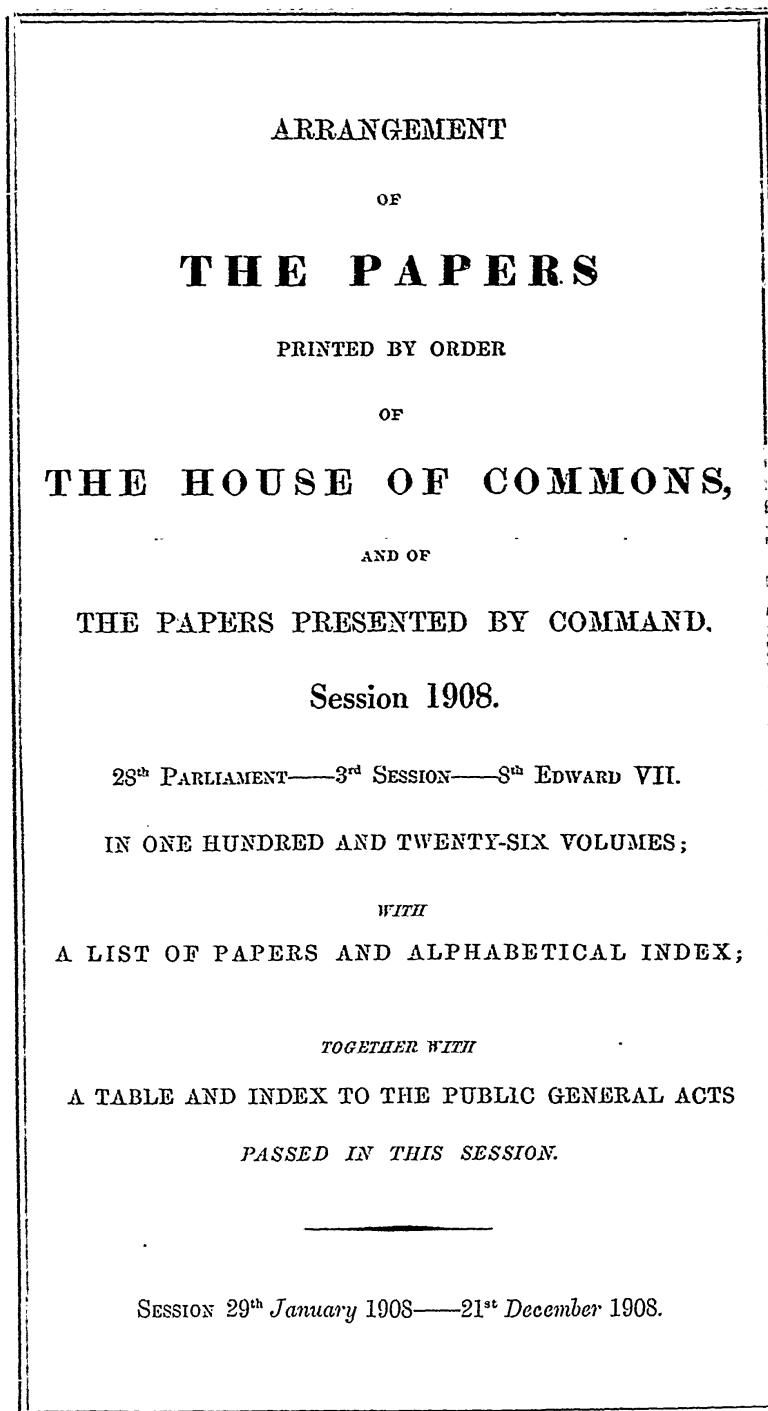 ARRANGEMENT
OF
THE PAPERS
PRINTED BY ORDER
OF
THE HOUSE OF COMMONS,
AND OF
THE PAPERS PRESENTED BY COMMAND.
Session 1908.
28th PARLIAMENT——3rd SESSION——8th EDWARD VII.
IN ONE HUNDRED AND TWENTY-SIX VOLUMES;
WITH
A LIST OF PAPERS AND ALPHABETICAL INDEX;
TOGETHER WITH
A TABLE AND INDEX TO THE PUBLIC GENERAL ACTS
PASSED IN THIS SESSION.
SESSION 29th January 1908——21st December 1908.